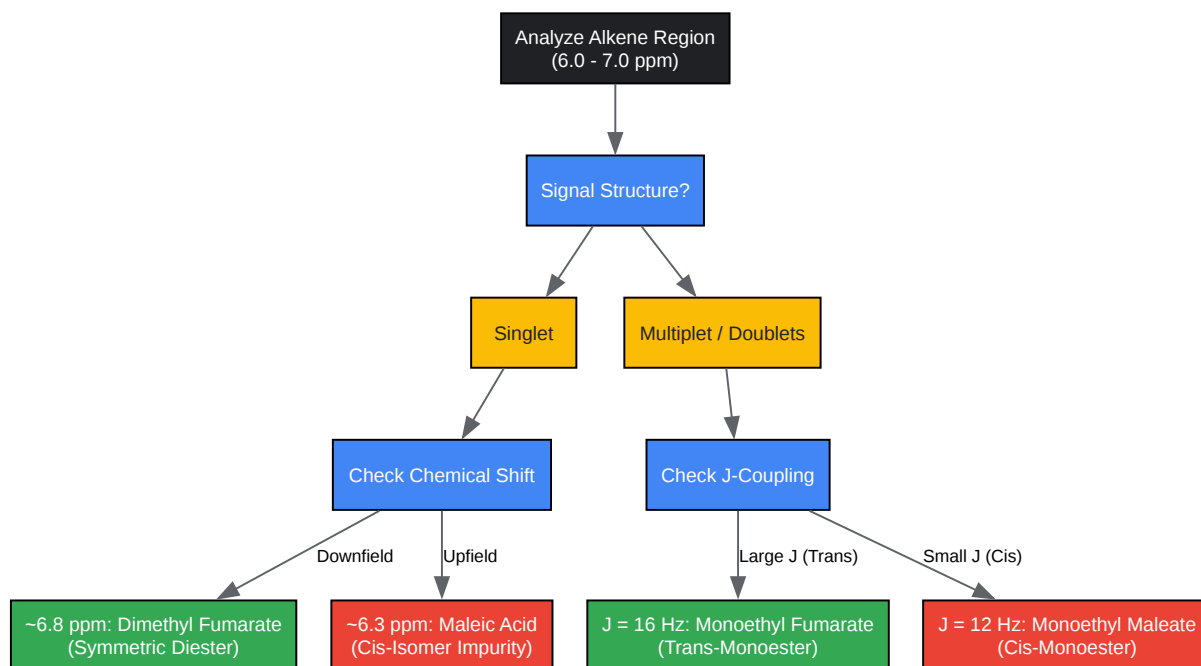 Analyze Alkene Region
(6.0 - 7.0 ppm)
Signal Structure?
Singlet
Multiplet / Doublets
Check Chemical Shift
Check J-Coupling
Downfield
Upfield
Large J (Trans)
Small J (Cis)
~6.8 ppm: Dimethyl Fumarate
(Symmetric Diester)
~6.3 ppm: Maleic Acid
(Cis-Isomer Impurity)
J = 16 Hz: Monoethyl Fumarate
(Trans-Monoester)
J = 12 Hz: Monoethyl Maleate
(Cis-Monoester)